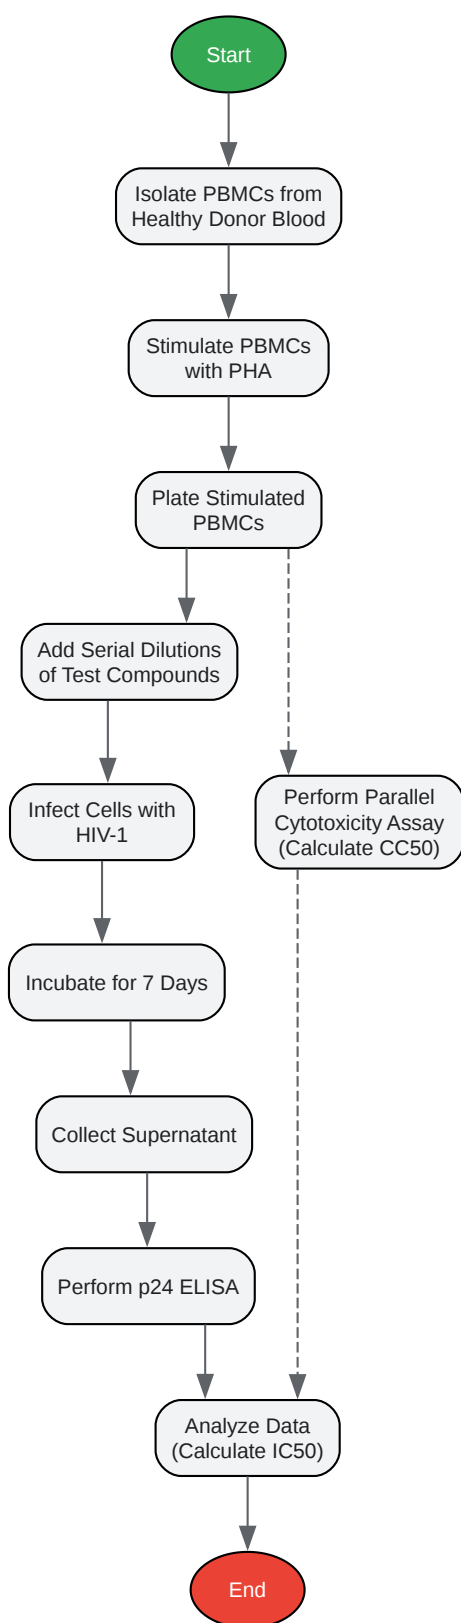 Start
Isolate PBMCs from
Healthy Donor Blood
Stimulate PBMCs
with PHA
Plate Stimulated
PBMCs
Add Serial Dilutions
of Test Compounds
Infect Cells with
HIV-1
Perform Parallel
Cytotoxicity Assay
(Calculate CC50)
Incubate for 7 Days
Collect Supernatant
Perform p24 ELISA
Analyze Data
(Calculate IC50)
End